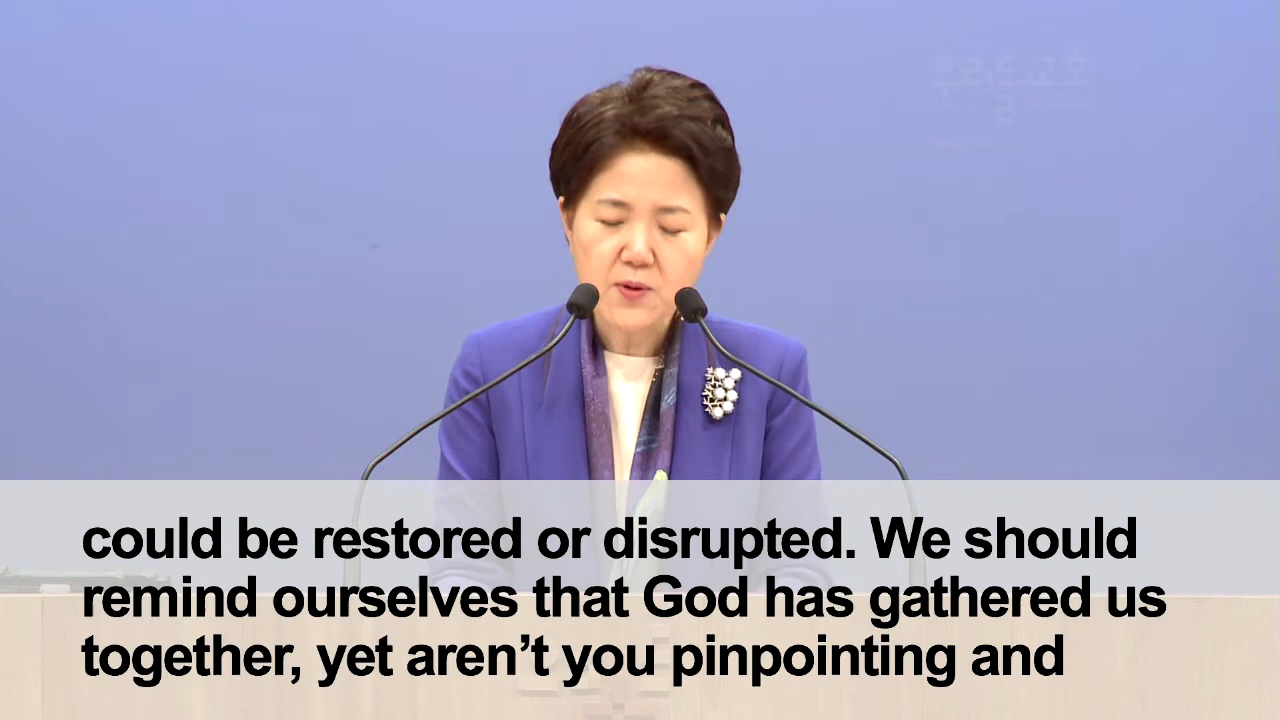 could be restored or disrupted. We should
remind ourselves that God has gathered us
together, yet aren’t you pinpointing and